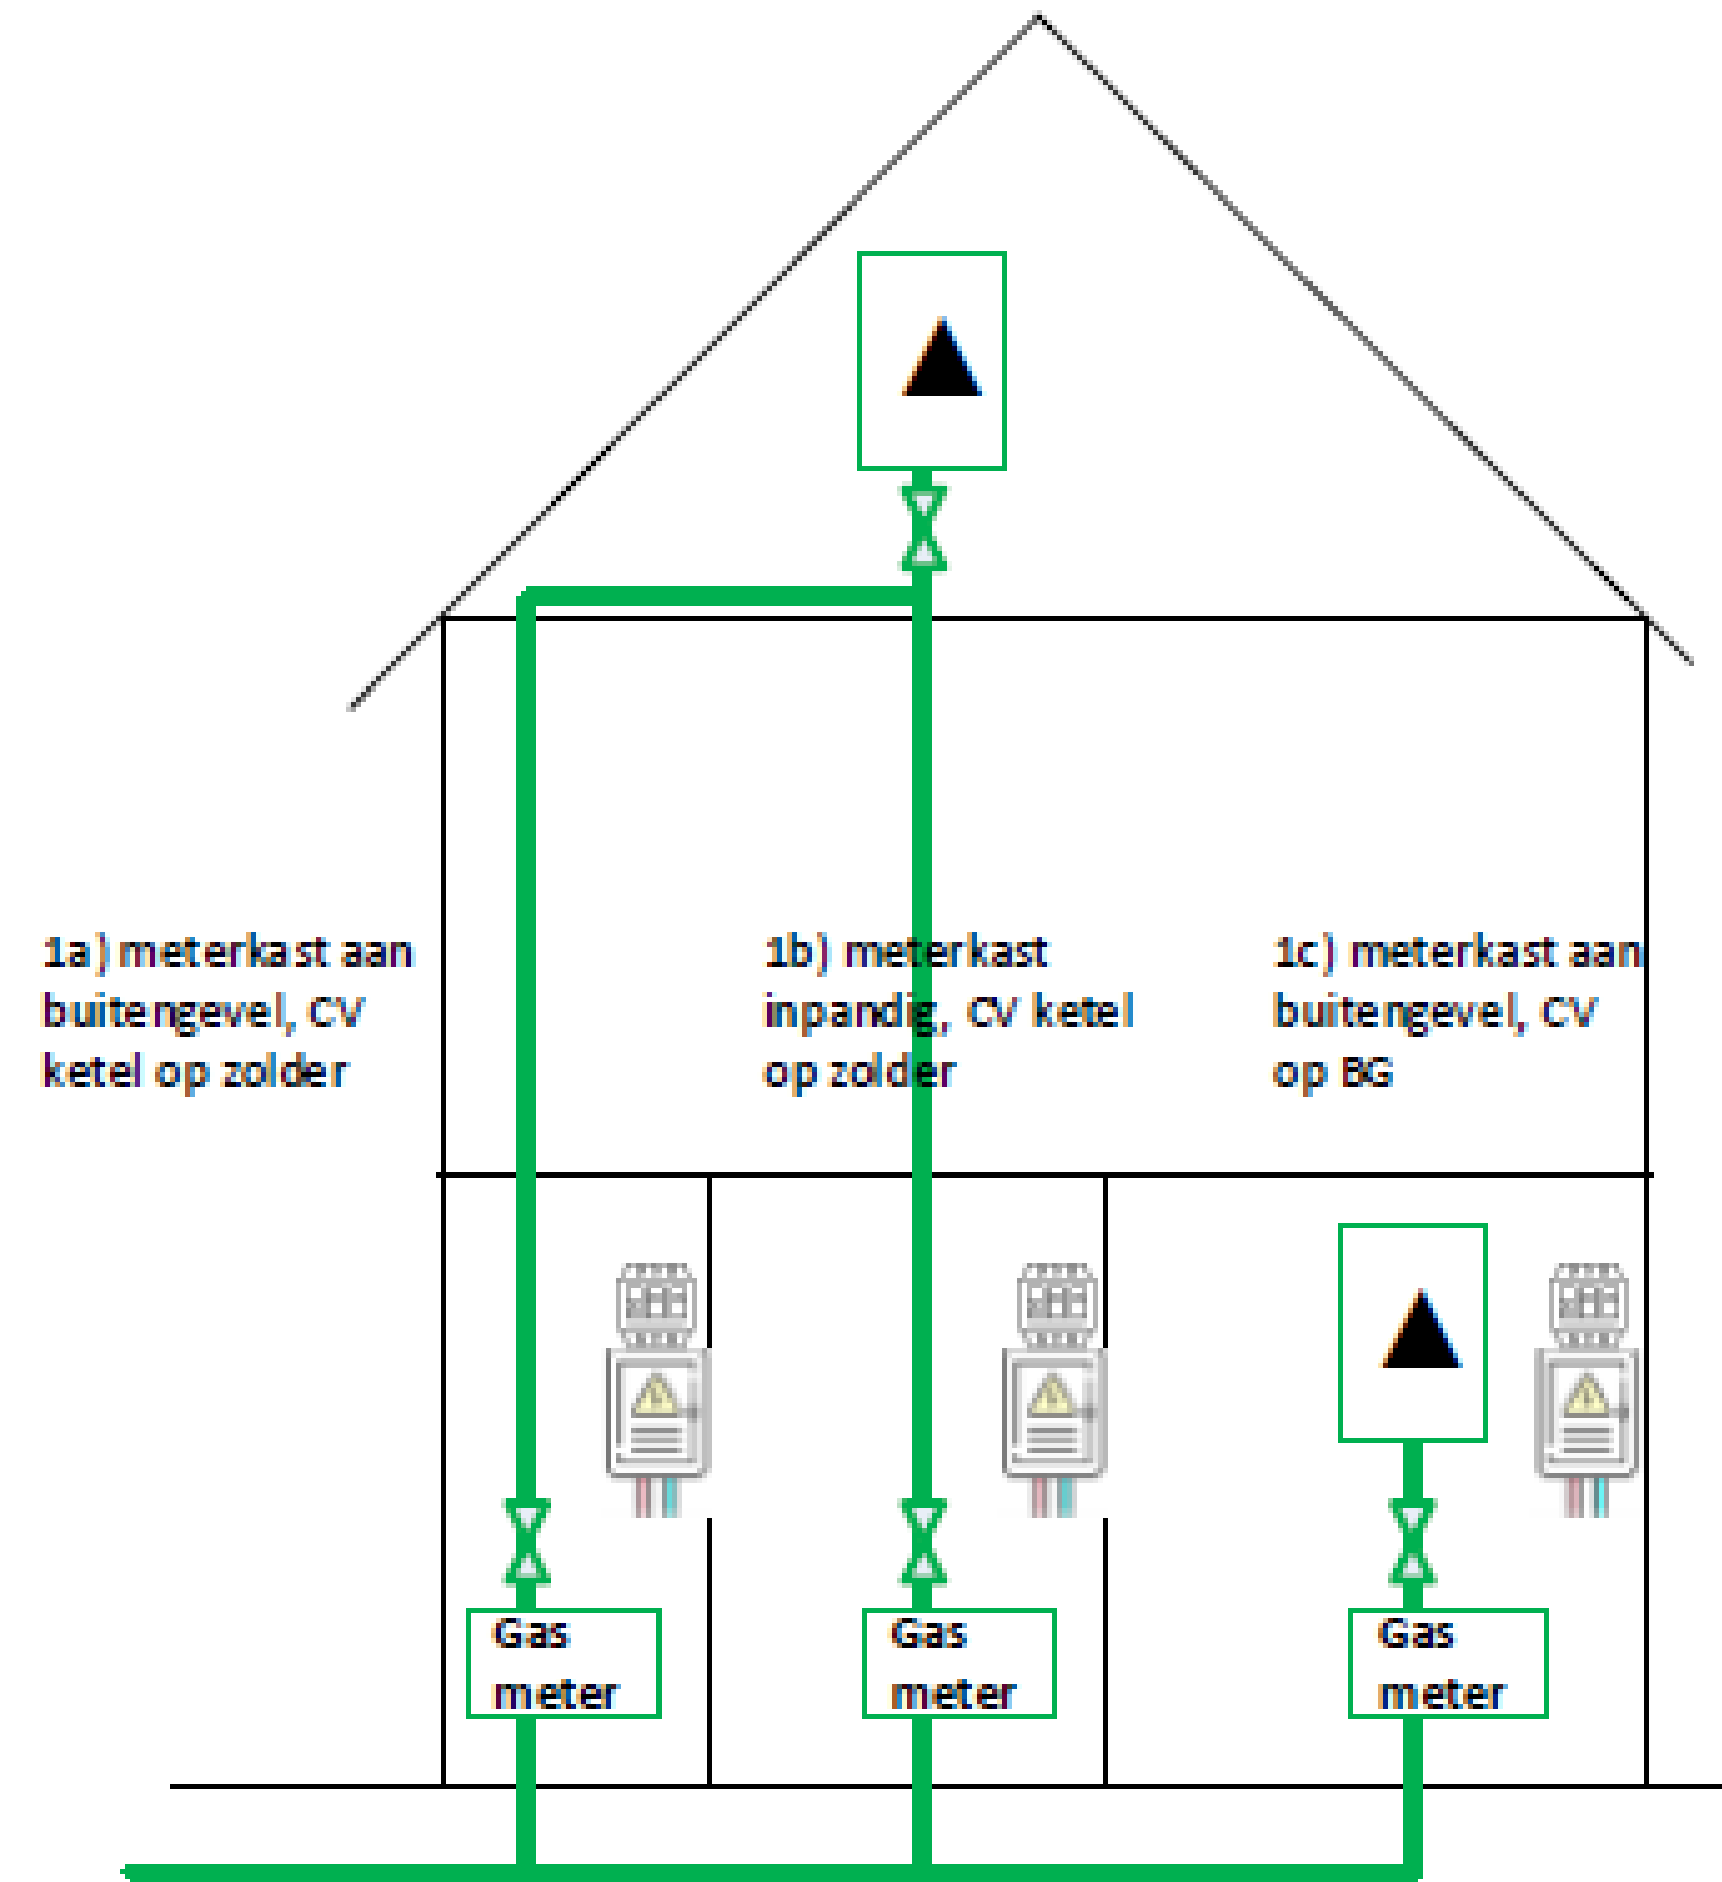 1a) meterkast aan
buitengevel, CV
ketel op zolder
1b) meterkast
inpandig, CV ketel
op zolder
1c) meterkast aan
buitengevel, CV
op BG
Gas
meter
Gas
meter
Gas
meter